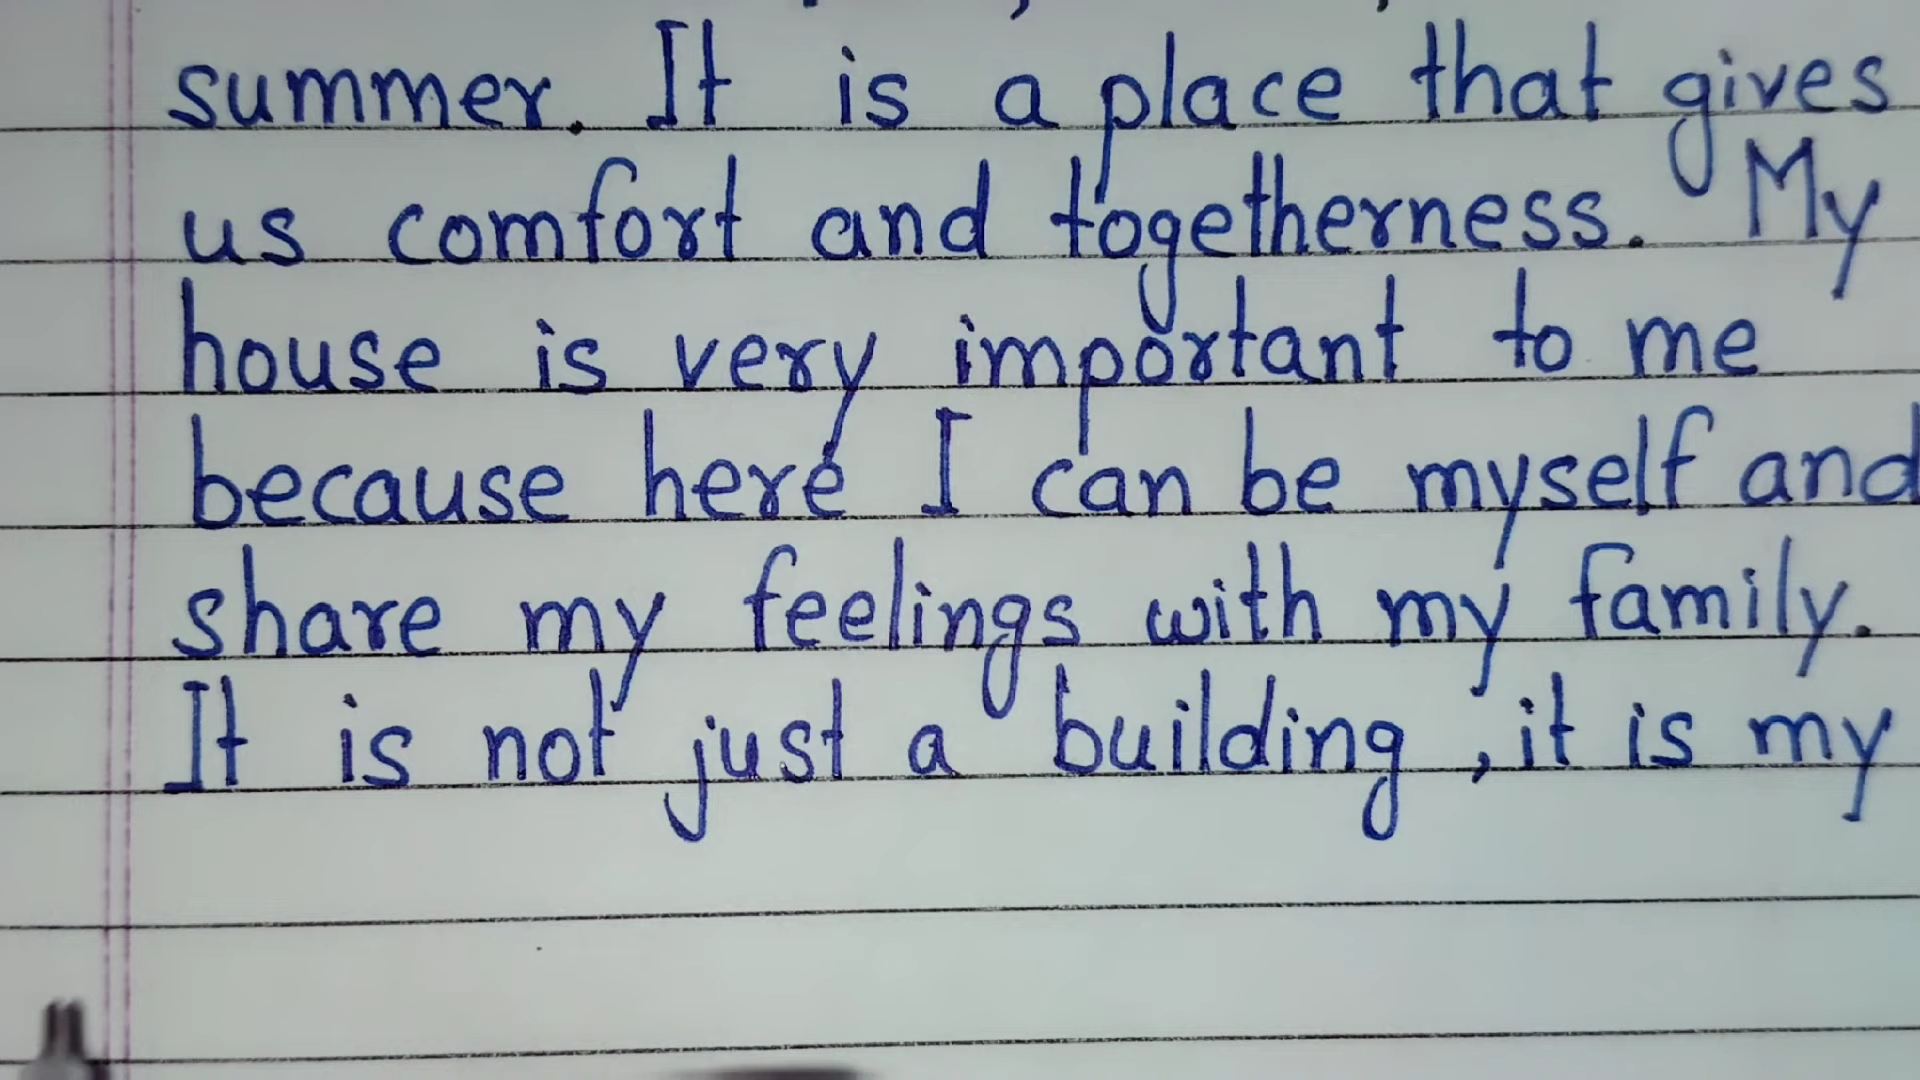 summer. It is a place that gives
us comfort and togetherness. My
house is very important to me
because here I can be myself and
share my feelings with my family.
It is not just a building, it is my